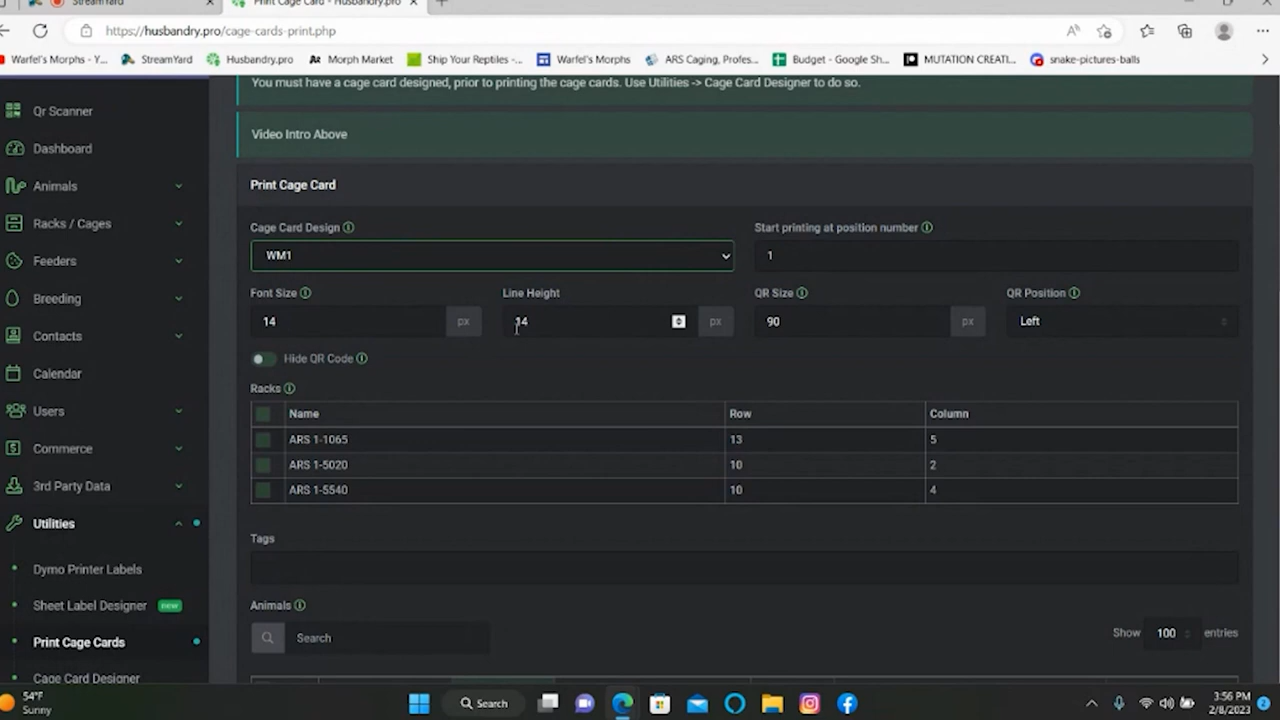 StreamYard
Print Cage Card - Husbandry.pro
https://husbandry.pro/cage-cards-print.php
Warfel's Morphs - Y... StreamYard Husbandry.pro Morph Market Ship Your Reptiles -... Warfel's Morphs ARS Caging, Profes... Budget - Google Sh... MUTATION CREATI... snake-pictures-balls
You must have a cage card designed, prior to printing the cage cards. Use Utilities -> Cage Card Designer to do so.
Qr Scanner
Video Intro Above
Dashboard
Animals
Print Cage Card
Racks / Cages
Cage Card Design
Start printing at position number
WM1
1
Feeders
Breeding
Font Size
Line Height
QR Size
QR Position
14 px
14 px
90 px
Left
Contacts
Hide QR Code
Calendar
Racks
Users
Name Row Column
ARS 1-1065 13 5
Commerce
ARS 1-5020 10 2
3rd Party Data
ARS 1-5540 10 4
Utilities
Tags
Dymo Printer Labels
Sheet Label Designer new
Animals
Print Cage Cards
Search
Show 100 entries
Cage Card Designer
54°F
Sunny
Search
3:56 PM
2/8/2023
2